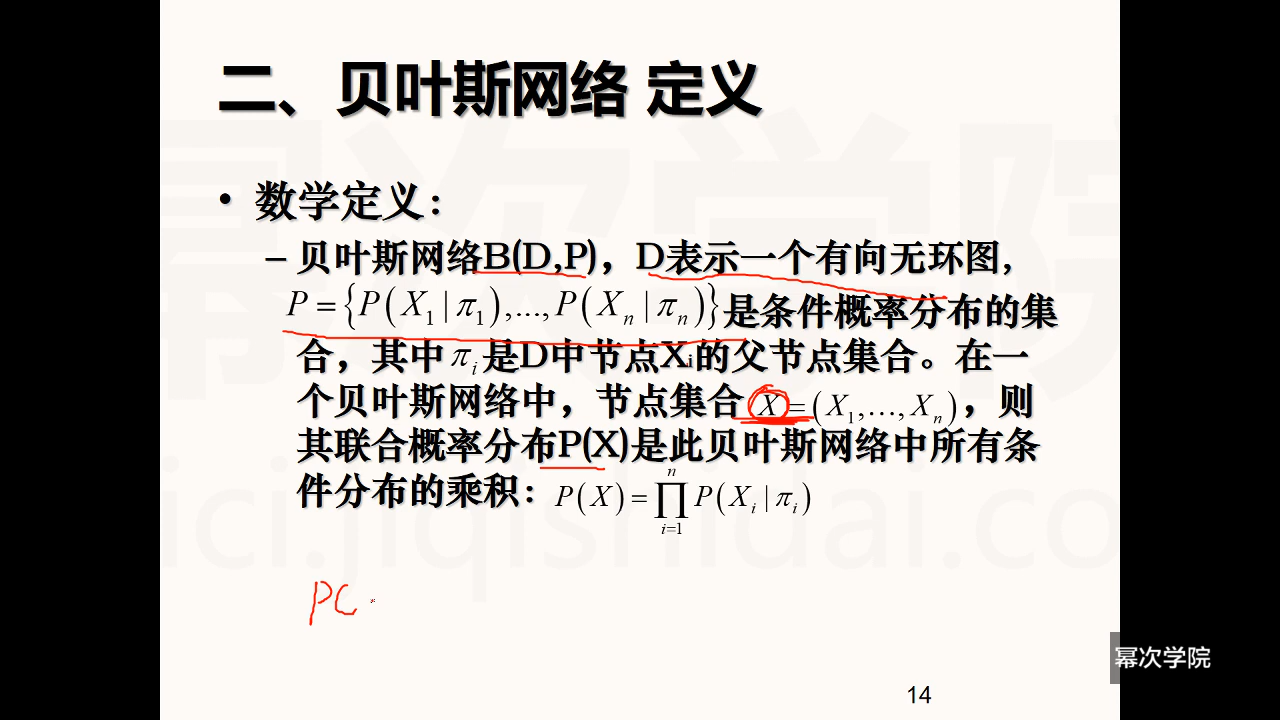 二、贝叶斯网络 定义
• 数学定义：
– 贝叶斯网络B(D,P)，D表示一个有向无环图，
P={P(X₁|π₁),...,P(Xₙ|πₙ)}是条件概率分布的集
合，其中πᵢ是D中节点Xᵢ的父节点集合。在一
个贝叶斯网络中，节点集合 X=(X₁,…,Xₙ)，则
其联合概率分布P(X)是此贝叶斯网络中所有条
件分布的乘积：P(X)=∏ⁿᵢ₌₁P(Xᵢ|πᵢ)
P(
幂次学院
14